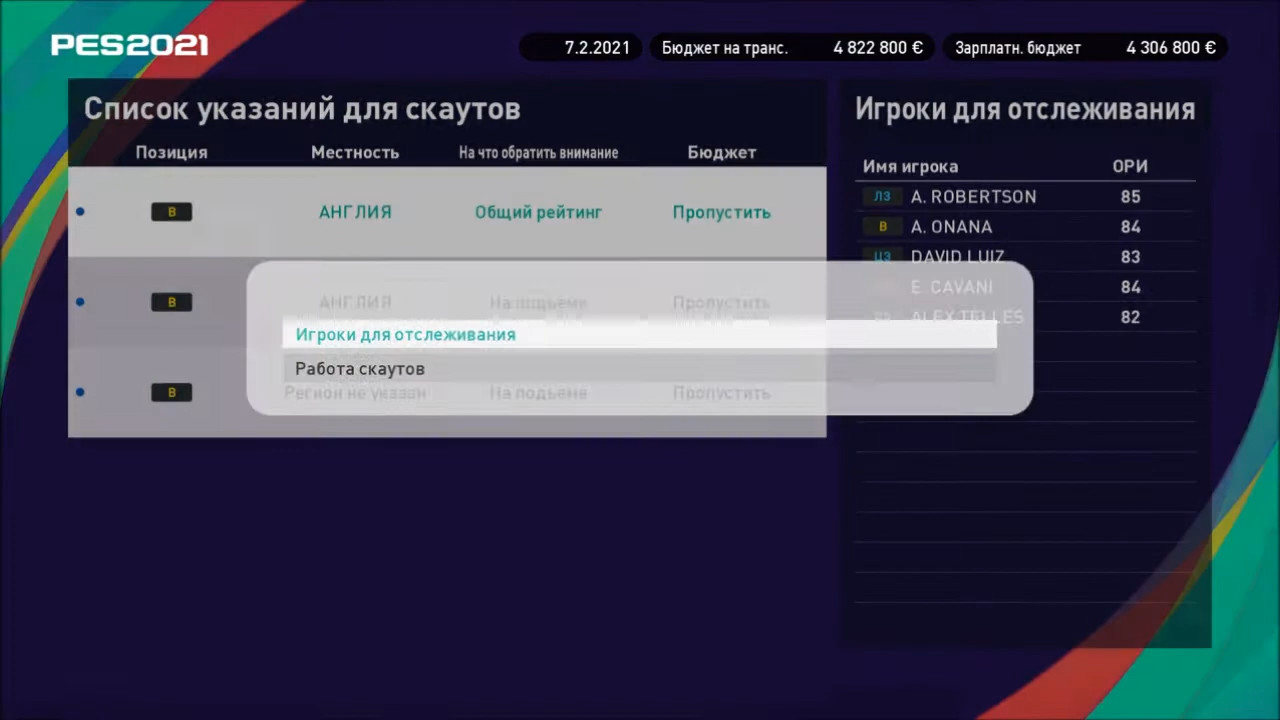 PES2021
7.2.2021
Бюджет на транс. 4 822 800 €
Зарплатн. бюджет 4 306 800 €
Список указаний для скаутов
Позиция Местность На что обратить внимание Бюджет
В АНГЛИЯ Общий рейтинг Пропустить
В АНГЛИЯ На подъеме Пропустить
В Регион не указан На подъеме Пропустить
Игроки для отслеживания
Работа скаутов
Игроки для отслеживания
Имя игрока ОРИ
ЛЗ A. ROBERTSON 85
В A. ONANA 84
ЦЗ DAVID LUIZ 83
E. CAVANI 84
ALEX TELLES 82